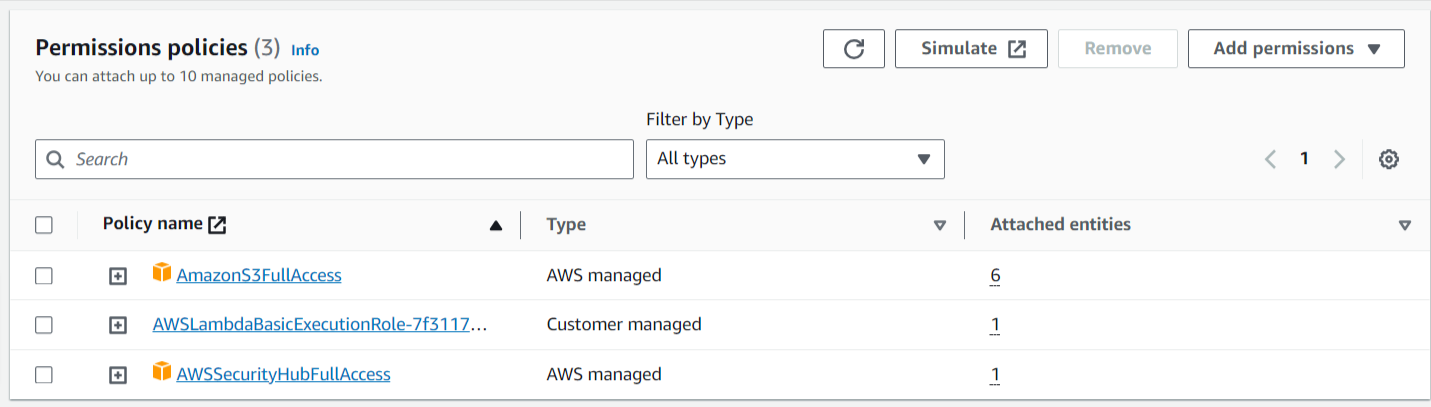 Permissions policies (3) Info
You can attach up to 10 managed policies.
Simulate
Remove
Add permissions
Filter by Type
Search
All types
1
Policy name Type Attached entities
AmazonS3FullAccess AWS managed 6
AWSLambdaBasicExecutionRole-7f3117... Customer managed 1
AWSSecurityHubFullAccess AWS managed 1